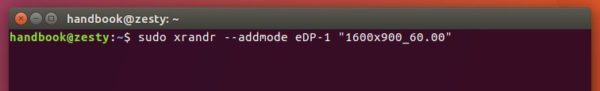 handbook@zesty: ~
handbook@zesty:~$ sudo xrandr --addmode eDP-1 "1600x900_60.00"